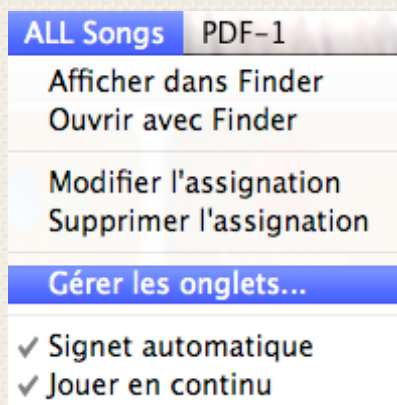 ALL Songs PDF-1
Afficher dans Finder
Ouvrir avec Finder
Modifier l'assignation
Supprimer l'assignation
Gérer les onglets...
✓ Signet automatique
✓ Jouer en continu